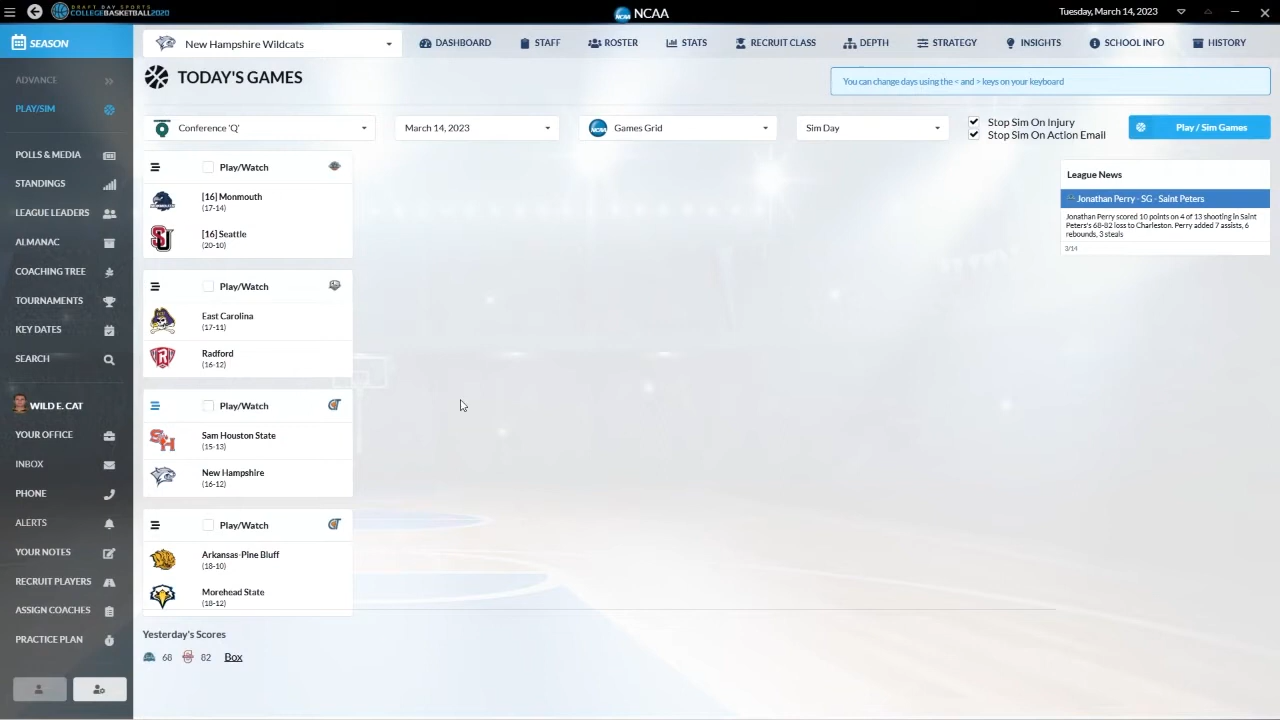 DRAFT DAY SPORTS
COLLEGEBASKETBALL2020
NCAA
Tuesday, March 14, 2023
SEASON
New Hampshire Wildcats
DASHBOARD
STAFF
ROSTER
STATS
RECRUIT CLASS
DEPTH
STRATEGY
INSIGHTS
SCHOOL INFO
HISTORY
ADVANCE
PLAY/SIM
POLLS & MEDIA
STANDINGS
LEAGUE LEADERS
ALMANAC
COACHING TREE
TOURNAMENTS
KEY DATES
SEARCH
WILD E. CAT
YOUR OFFICE
INBOX
PHONE
ALERTS
YOUR NOTES
RECRUIT PLAYERS
ASSIGN COACHES
PRACTICE PLAN
TODAY'S GAMES
You can change days using the < and > keys on your keyboard
Conference 'Q'
March 14, 2023
NCAA
Games Grid
Sim Day
Stop Sim On Injury
Stop Sim On Action Email
Play / Sim Games
Play/Watch
[16] Monmouth
(17-14)
[16] Seattle
(20-10)
Play/Watch
East Carolina
(17-11)
Radford
(16-12)
Play/Watch
Sam Houston State
(15-13)
New Hampshire
(16-12)
Play/Watch
Arkansas-Pine Bluff
(18-10)
Morehead State
(18-12)
League News
Jonathan Perry - SG - Saint Peters
Jonathan Perry scored 10 points on 4 of 13 shooting in Saint
Peters's 68-82 loss to Charleston. Perry added 7 assists, 6
rebounds, 3 steals
3/14
Yesterday's Scores
68 82 Box